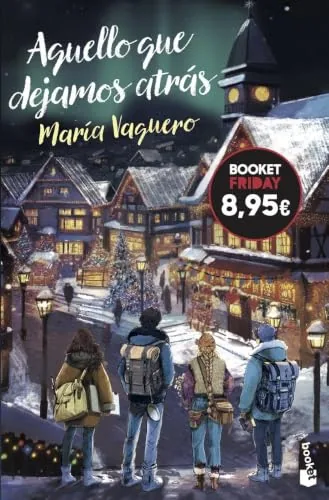 Aquello que
dejamos atrás
María Vaquero
BOOKET
FRIDAY
8,95€
booket